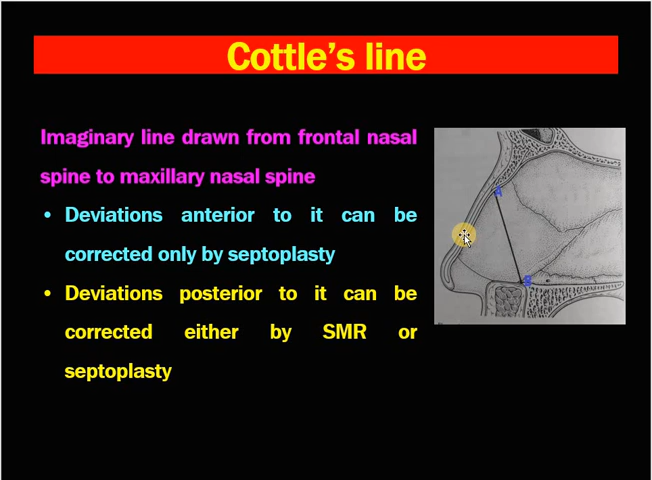 Cottle's line
Imaginary line drawn from frontal nasal
spine to maxillary nasal spine
• Deviations anterior to it can be
corrected only by septoplasty
• Deviations posterior to it can be
corrected either by SMR or
septoplasty
A
B